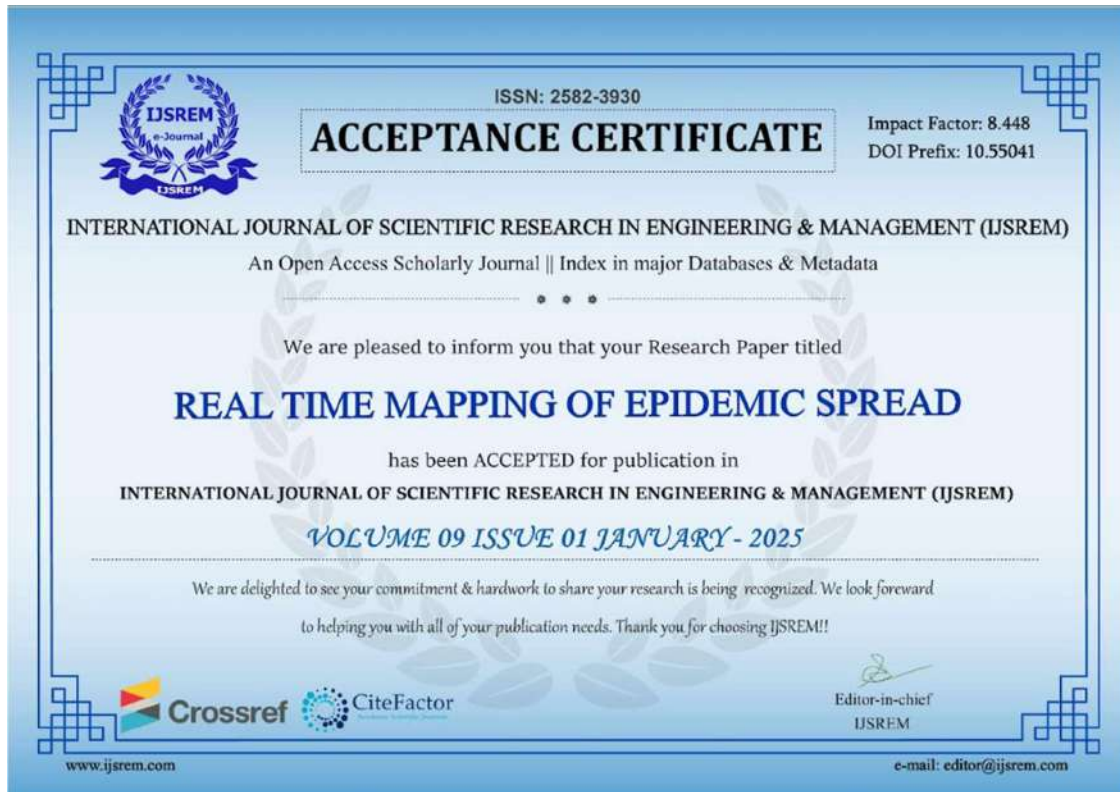 IJSREM
e-Journal
IJSREM
ISSN: 2582-3930
ACCEPTANCE CERTIFICATE
Impact Factor: 8.448
DOI Prefix: 10.55041
INTERNATIONAL JOURNAL OF SCIENTIFIC RESEARCH IN ENGINEERING & MANAGEMENT (IJSREM)
An Open Access Scholarly Journal || Index in major Databases & Metadata
We are pleased to inform you that your Research Paper titled
REAL TIME MAPPING OF EPIDEMIC SPREAD
has been ACCEPTED for publication in
INTERNATIONAL JOURNAL OF SCIENTIFIC RESEARCH IN ENGINEERING & MANAGEMENT (IJSREM)
VOLUME 09 ISSUE 01 JANUARY - 2025
We are delighted to see your commitment & hardwork to share your research is being recognized. We look foreward
to helping you with all of your publication needs. Thank you for choosing IJSREM!!
Crossref
CiteFactor
Editor-in-chief
IJSREM
www.ijsrem.com
e-mail: editor@ijsrem.com